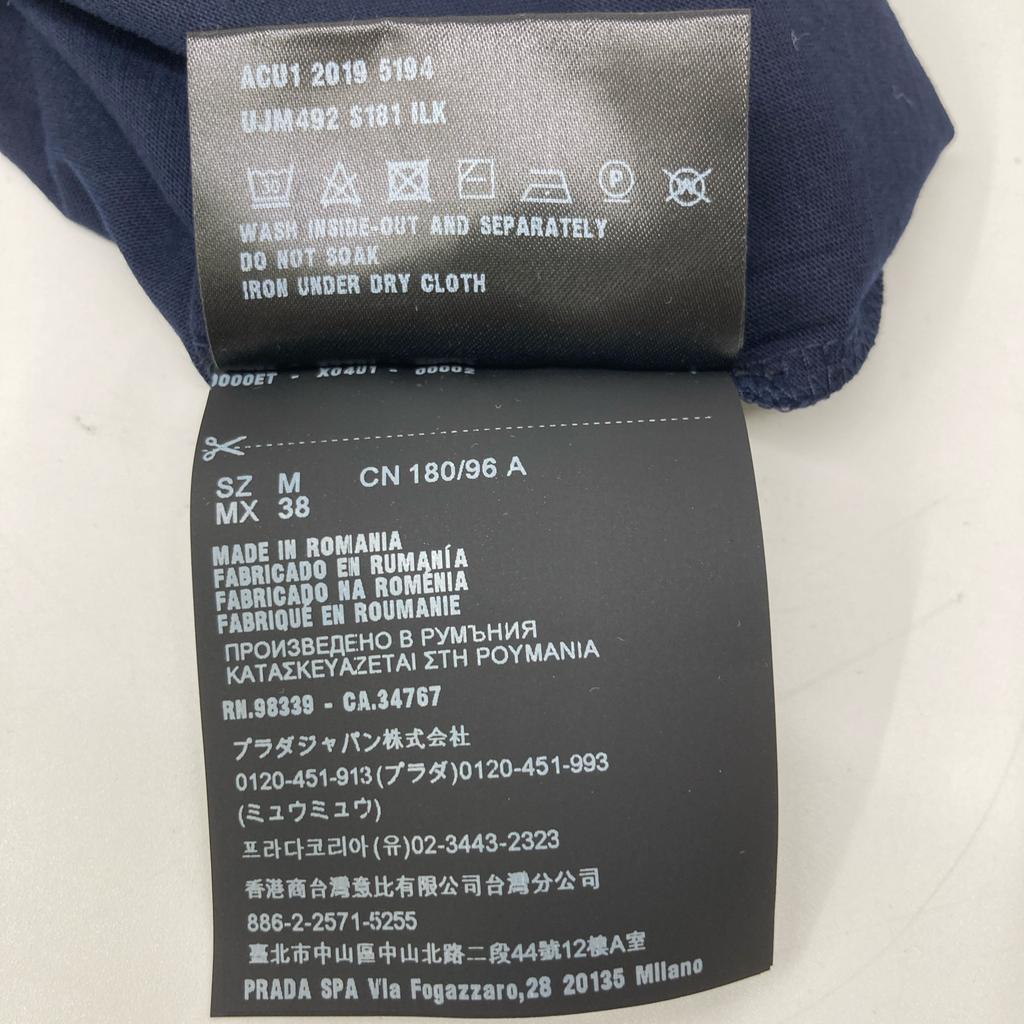 ACU1 2019 5194
UJM492 S181 ILK
30
P
W
WASH INSIDE-OUT AND SEPARATELY
DO NOT SOAK
IRON UNDER DRY CLOTH
SZ M CN 180/96 A
MX 38
MADE IN ROMANIA
FABRICADO EN RUMANÍA
FABRICADO NA ROMÉNIA
FABRIQUÉ EN ROUMANIE
ПРОИЗВЕДЕНО В РУМЪНИЯ
ΚΑΤΑΣΚΕΥΑΖΕΤΑΙ ΣΤΗ ΡΟΥΜΑΝΙΑ
RN.98339 - CA.34767
プラダジャパン株式会社
0120-451-913(プラダ)0120-451-993
(ミュウミュウ)
프라다코리아(유)02-3443-2323
香港商台灣意比有限公司台灣分公司
886-2-2571-5255
臺北市中山區中山北路二段44號12樓A室
PRADA SPA Via Fogazzaro,28 20135 Milano